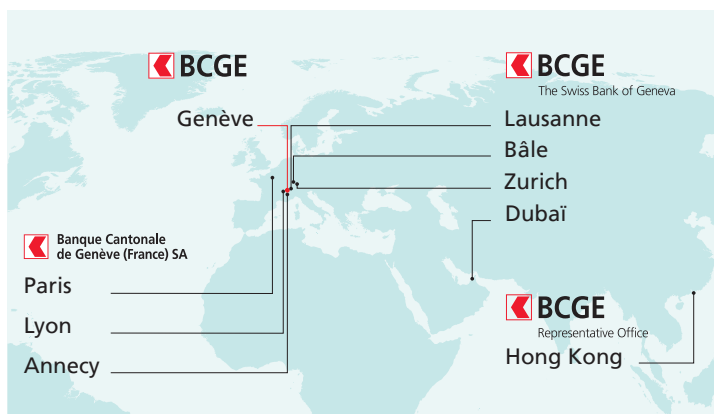 BCGE
Genève
BCGE
The Swiss Bank of Geneva
Lausanne
Bâle
Zurich
Dubaï
Banque Cantonale
de Genève (France) SA
Paris
Lyon
Annecy
BCGE
Representative Office
Hong Kong